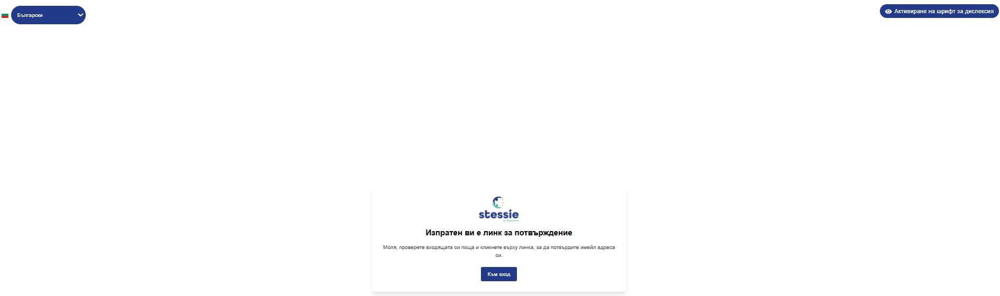 Български
Активиране на шрифт за дислексия
stessie
Изпратен ви е линк за потвърждение
Моля, проверете входящата си поща и кликнете върху линка, за да потвърдите имейл адреса
си.
Към вход